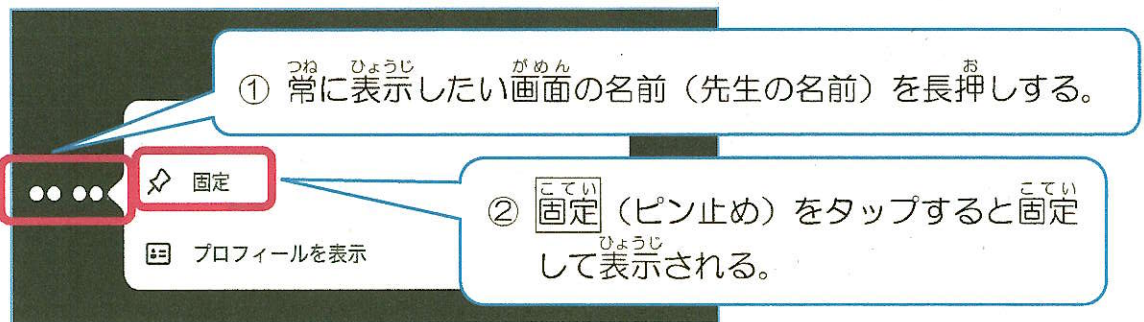 ① 常に表示したい画面の名前（先生の名前）を長押しする。
●● ●●
固定
② 固定（ピン止め）をタップすると固定
して表示される。
プロフィールを表示